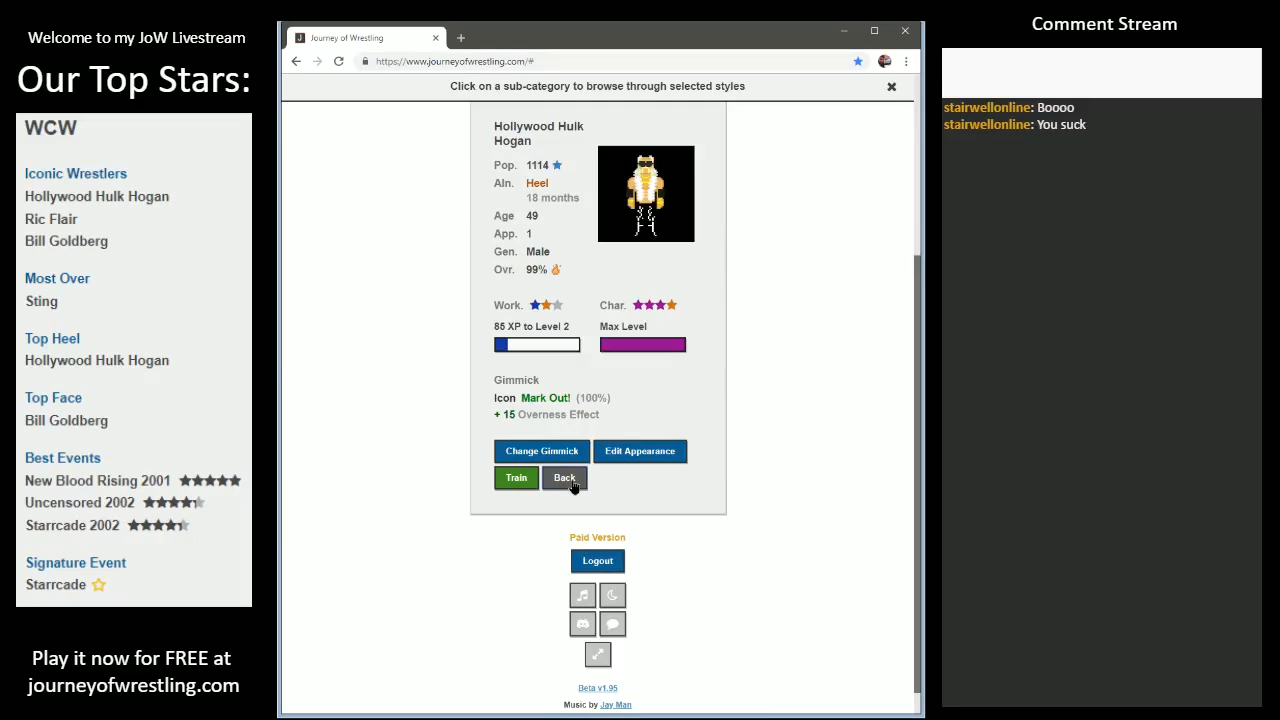 Welcome to my JoW Livestream
Our Top Stars:
WCW
Iconic Wrestlers
Hollywood Hulk Hogan
Ric Flair
Bill Goldberg
Most Over
Sting
Top Heel
Hollywood Hulk Hogan
Top Face
Bill Goldberg
Best Events
New Blood Rising 2001
Uncensored 2002
Starrcade 2002
Signature Event
Starrcade
Play it now for FREE at
journeyofwrestling.com
Journey of Wrestling
https://www.journeyofwrestling.com/#
Click on a sub-category to browse through selected styles
Hollywood Hulk
Hogan
Pop. 1114
Aln. Heel
18 months
Age 49
App. 1
Gen. Male
Ovr. 99%
Work. Char.
85 XP to Level 2 Max Level
Gimmick
Icon Mark Out! (100%)
+ 15 Overness Effect
Change Gimmick Edit Appearance
Train Back
Paid Version
Logout
Beta v1.95
Music by Jay Man
Comment Stream
stairwellonline: Boooo
stairwellonline: You suck